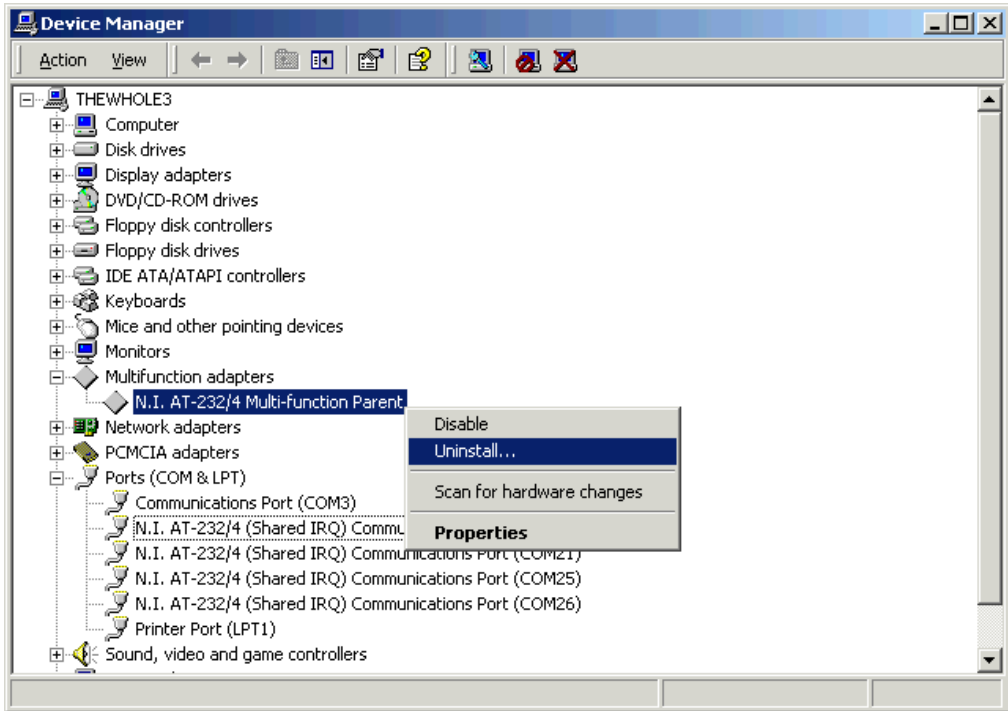 Device Manager
Action View
THEWHOLE3
Computer
Disk drives
Display adapters
DVD/CD-ROM drives
Floppy disk controllers
Floppy disk drives
IDE ATA/ATAPI controllers
Keyboards
Mice and other pointing devices
Monitors
Multifunction adapters
N.I. AT-232/4 Multi-function Parent
Disable
Uninstall...
Scan for hardware changes
Properties
Network adapters
PCMCIA adapters
Ports (COM & LPT)
Communications Port (COM3)
N.I. AT-232/4 (Shared IRQ) Commu
N.I. AT-232/4 (Shared IRQ) Communications Port (COM21)
N.I. AT-232/4 (Shared IRQ) Communications Port (COM25)
N.I. AT-232/4 (Shared IRQ) Communications Port (COM26)
Printer Port (LPT1)
Sound, video and game controllers